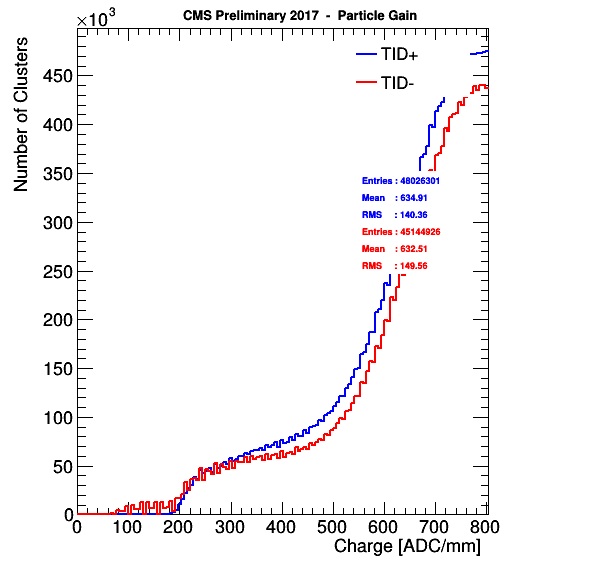 CMS Preliminary 2017 - Particle Gain
×10³
Number of Clusters
TID+
TID-
450
400
350
300
250
200
150
100
50
0
Entries : 48026301
Mean : 634.91
RMS : 140.36
Entries : 45144926
Mean : 632.51
RMS : 149.56
0 100 200 300 400 500 600 700 800
Charge [ADC/mm]